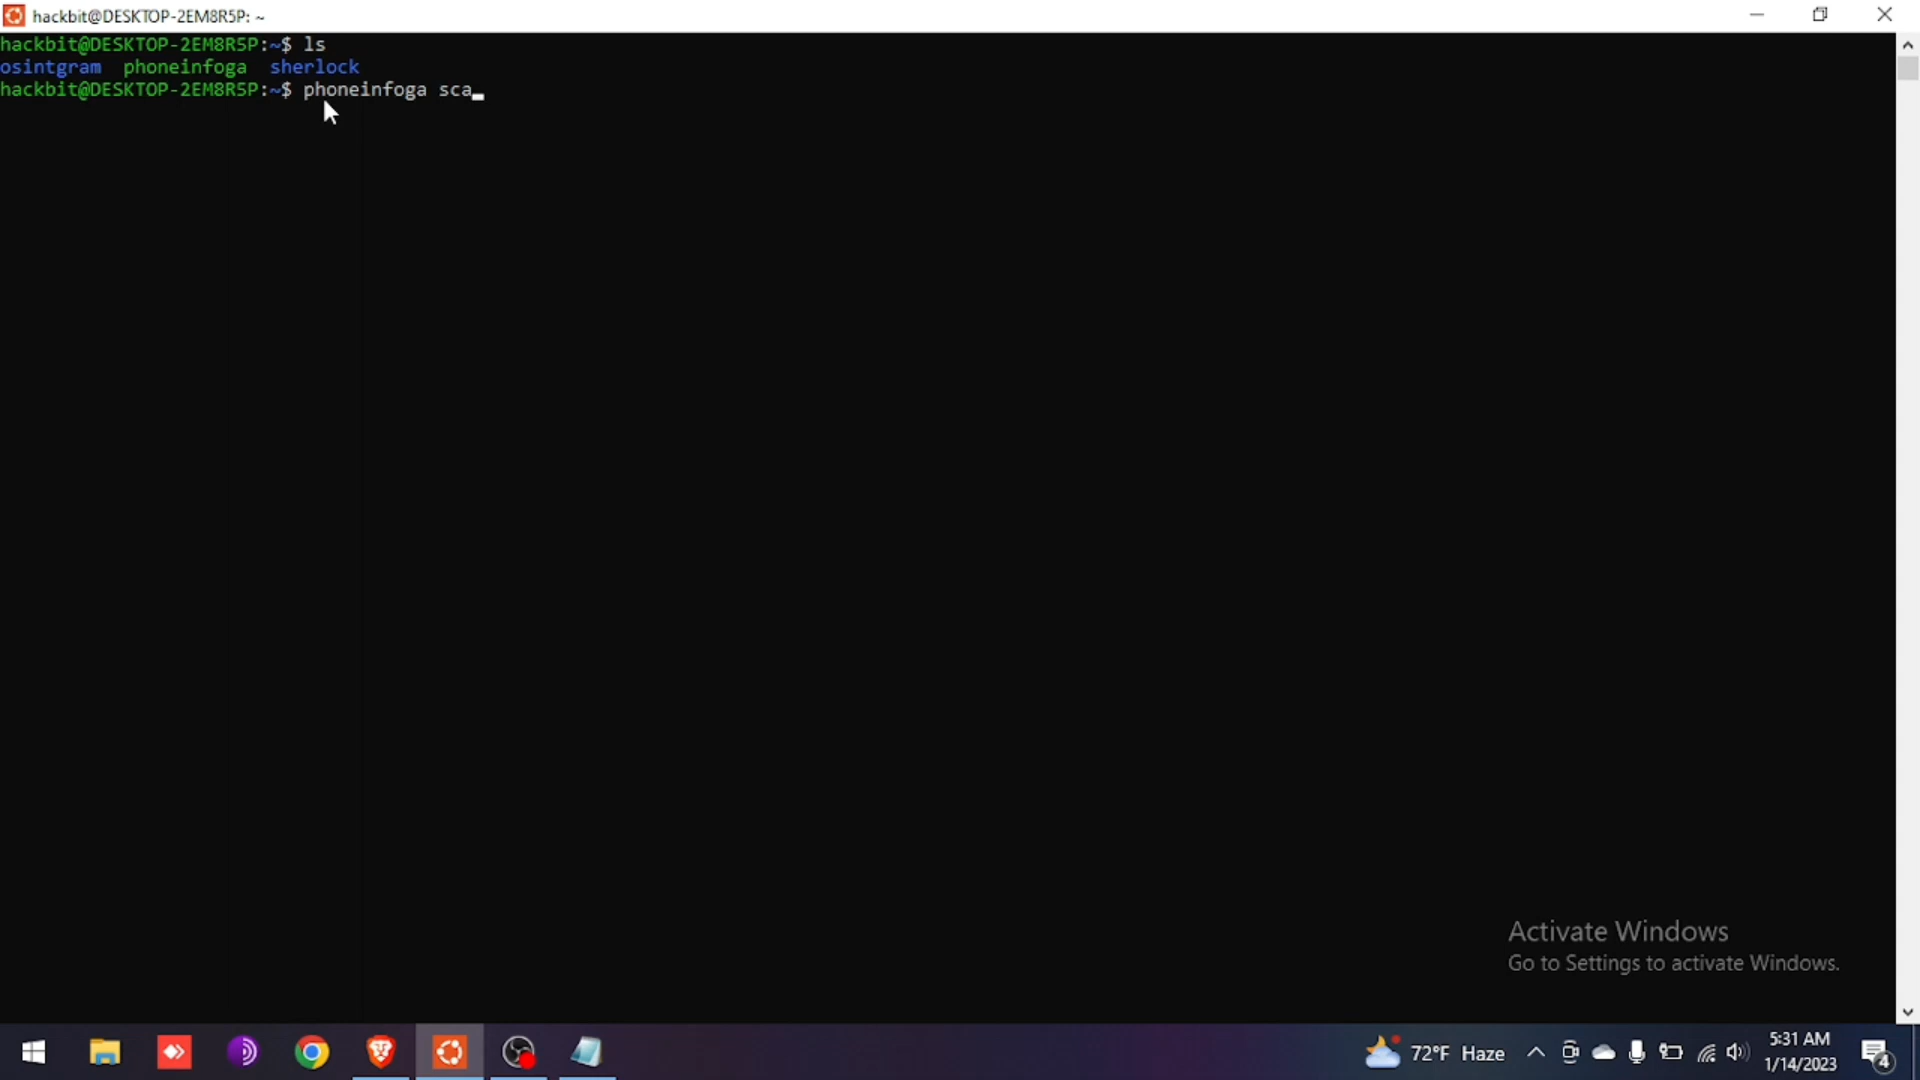 hackbit@DESKTOP-2EM8R5P: ~
hackbit@DESKTOP-2EM8R5P:~$ ls
osintgram phoneinfoga sherlock
hackbit@DESKTOP-2EM8R5P:~$ phoneinfoga sca
Activate Windows
Go to Settings to activate Windows.
72°F Haze
5:31 AM
1/14/2023
4